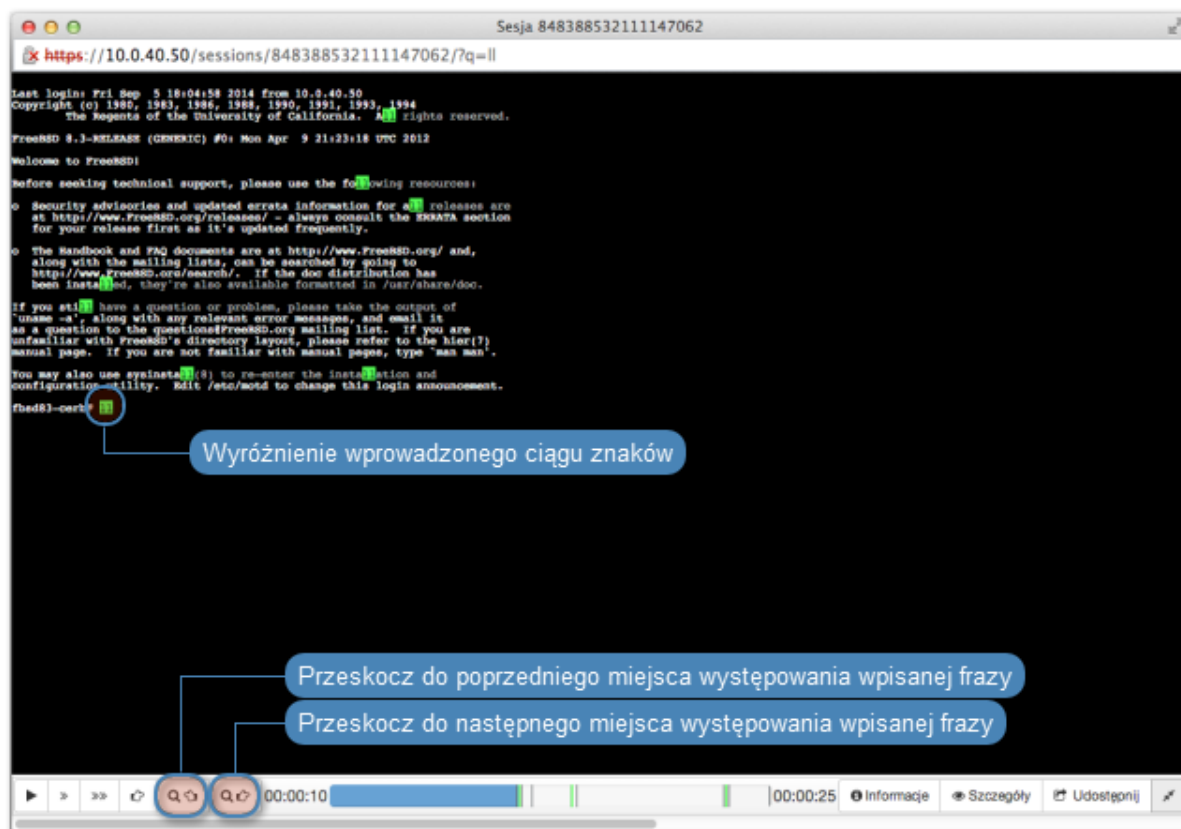 Sesja 848388532111147062
https://10.0.40.50/sessions/848388532111147062/?q=ll
Last login: Fri Sep  5 18:04:58 2014 from 10.0.40.50
Copyright (c) 1980, 1983, 1986, 1988, 1990, 1991, 1993, 1994
The Regents of the University of California.  All rights reserved.
FreeBSD 8.3-RELEASE (GENERIC) #0: Mon Apr  9 21:23:18 UTC 2012
Welcome to FreeBSD!
Before seeking technical support, please use the following resources:
o  Security advisories and updated errata information for all releases are
at http://www.FreeBSD.org/releases/ - always consult the ERRATA section
for your release first as it's updated frequently.
o  The Handbook and FAQ documents are at http://www.FreeBSD.org/ and,
along with the mailing lists, can be searched by going to
http://www.FreeBSD.org/search/.  If the doc distribution has
been installed, they're also available formatted in /usr/share/doc.
If you still have a question or problem, please take the output of
`uname -a', along with any relevant error messages, and email it
as a question to the questions@FreeBSD.org mailing list.  If you are
unfamiliar with FreeBSD's directory layout, please refer to the hier(7)
manual page.  If you are not familiar with manual pages, type `man man'.
You may also use sysinstall(8) to re-enter the installation and
configuration utility.  Edit /etc/motd to change this login announcement.
fbsd83-cerb# ll
Wyróżnienie wprowadzonego ciągu znaków
Przeskocz do poprzedniego miejsca występowania wpisanej frazy
Przeskocz do następnego miejsca występowania wpisanej frazy
00:00:10 00:00:25 Informacje Szczegóły Udostępnij